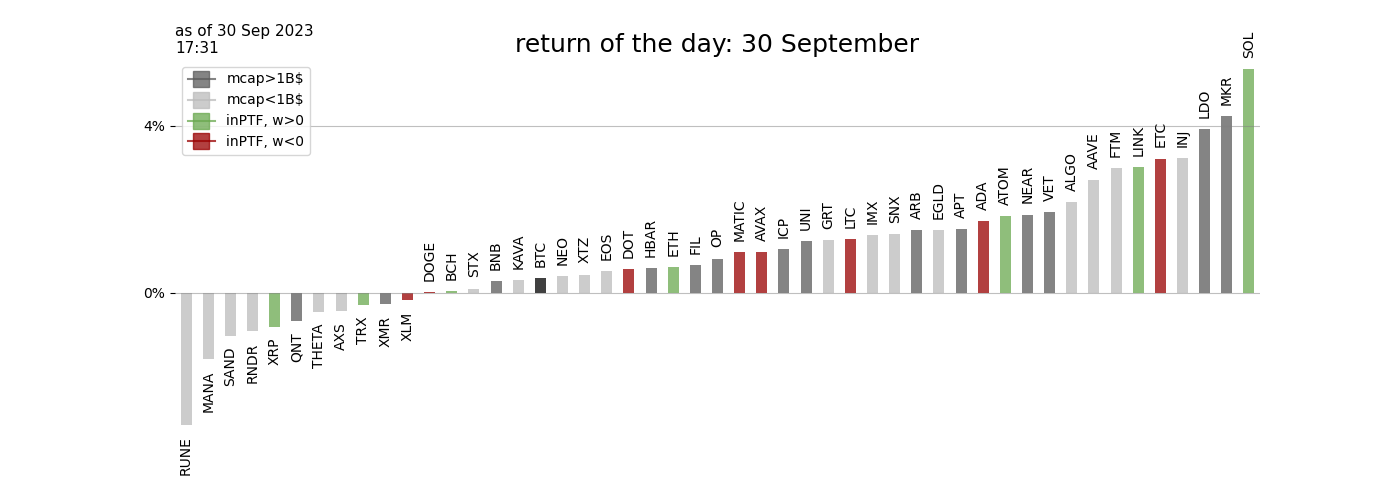 as of 30 Sep 2023
17:31
return of the day: 30 September
mcap>1B$
mcap<1B$
inPTF, w>0
inPTF, w<0
4%
0%
RUNE
MANA
SAND
RNDR
XRP
QNT
THETA
AXS
TRX
XMR
XLM
DOGE
BCH
STX
BNB
KAVA
BTC
NEO
XTZ
EOS
DOT
HBAR
ETH
FIL
OP
MATIC
AVAX
ICP
UNI
GRT
LTC
IMX
SNX
ARB
EGLD
APT
ADA
ATOM
NEAR
VET
ALGO
AAVE
FTM
LINK
ETC
INJ
LDO
MKR
SOL